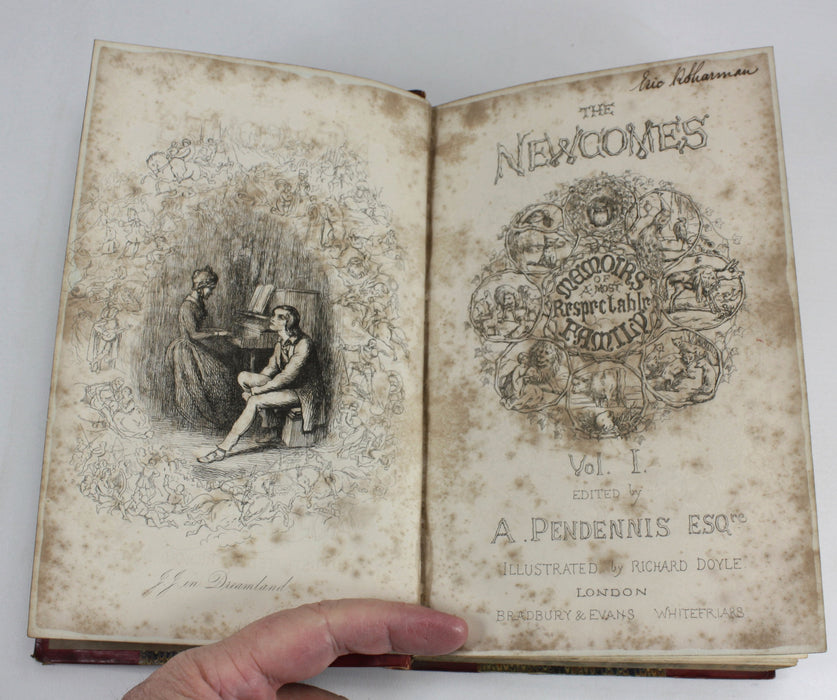 J.J. in Dreamland
Eric Rsharman
THE
NEWCOMES
MEMOIRS
of A MOST
Respectable
FAMILY
Vol. I.
EDITED by
A. PENDENNIS ESQre
ILLUSTRATED by RICHARD DOYLE
LONDON
BRADBURY & EVANS WHITEFRIARS